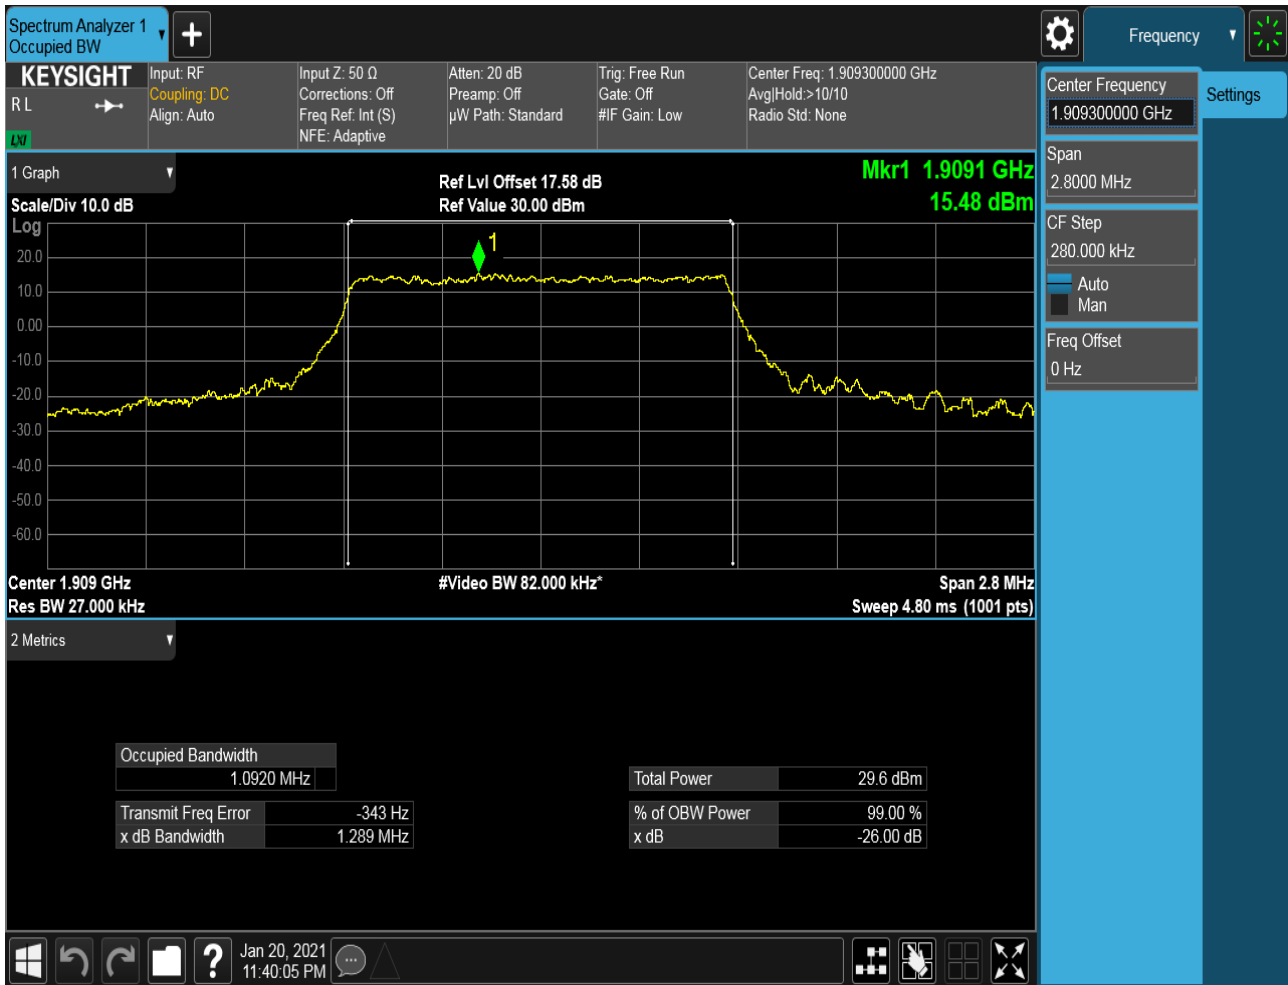 Spectrum Analyzer 1
Occupied BW
Frequency
KEYSIGHT
R L
LXI
Input: RF
Coupling: DC
Align: Auto
Input Z: 50 Ω
Corrections: Off
Freq Ref: Int (S)
NFE: Adaptive
Atten: 20 dB
Preamp: Off
µW Path: Standard
Trig: Free Run
Gate: Off
#IF Gain: Low
Center Freq: 1.909300000 GHz
Avg|Hold:>10/10
Radio Std: None
Center Frequency
1.909300000 GHz
Settings
Span
2.8000 MHz
CF Step
280.000 kHz
Auto
Man
Freq Offset
0 Hz
1 Graph
Scale/Div 10.0 dB
Ref Lvl Offset 17.58 dB
Ref Value 30.00 dBm
Mkr1 1.9091 GHz
15.48 dBm
Log
1
20.0
10.0
0.00
-10.0
-20.0
-30.0
-40.0
-50.0
-60.0
Center 1.909 GHz
#Video BW 82.000 kHz*
Span 2.8 MHz
Res BW 27.000 kHz
Sweep 4.80 ms (1001 pts)
2 Metrics
Occupied Bandwidth
1.0920 MHz
Total Power 29.6 dBm
Transmit Freq Error -343 Hz
% of OBW Power 99.00 %
x dB Bandwidth 1.289 MHz
x dB -26.00 dB
?
Jan 20, 2021
11:40:05 PM